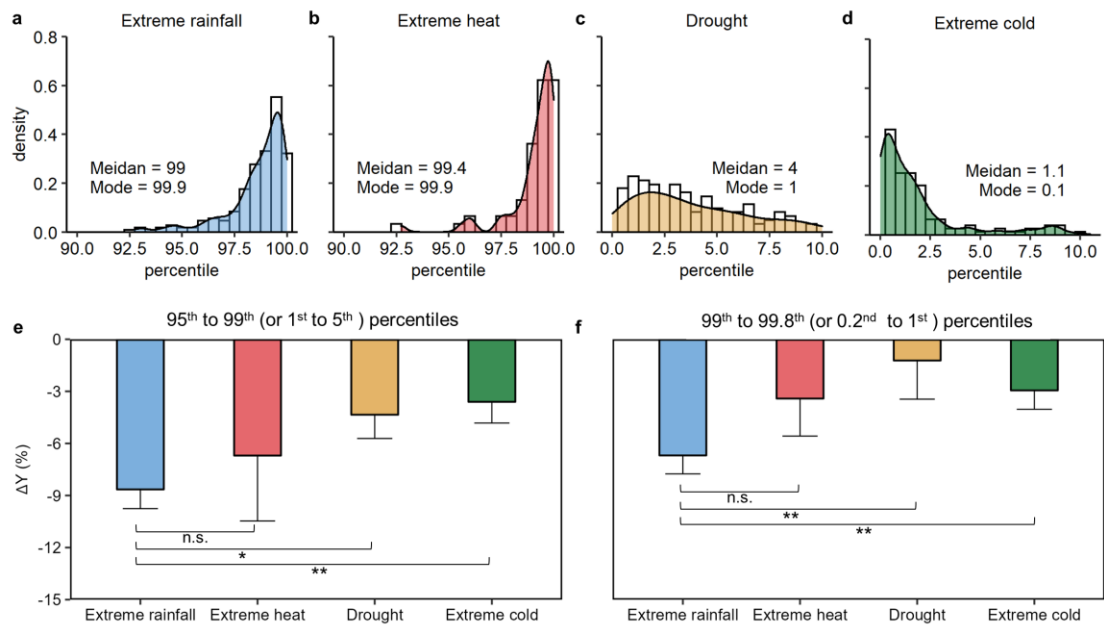 a Extreme rainfall
b Extreme heat
c Drought
d Extreme cold
density
0.8
0.6
0.4
0.2
0.0
Meidan = 99
Mode = 99.9
90.0 92.5 95.0 97.5 100.0
percentile
Meidan = 99.4
Mode = 99.9
90.0 92.5 95.0 97.5 100.0
percentile
Meidan = 4
Mode = 1
0.0 2.5 5.0 7.5 10.0
percentile
Meidan = 1.1
Mode = 0.1
0.0 2.5 5.0 7.5 10.0
percentile
e 95th to 99th (or 1st to 5th ) percentiles
ΔY (%)
0
-3
-6
-9
-12
-15
n.s.
*
**
Extreme rainfall Extreme heat Drought Extreme cold
f 99th to 99.8th (or 0.2nd to 1st ) percentiles
n.s.
**
**
Extreme rainfall Extreme heat Drought Extreme cold